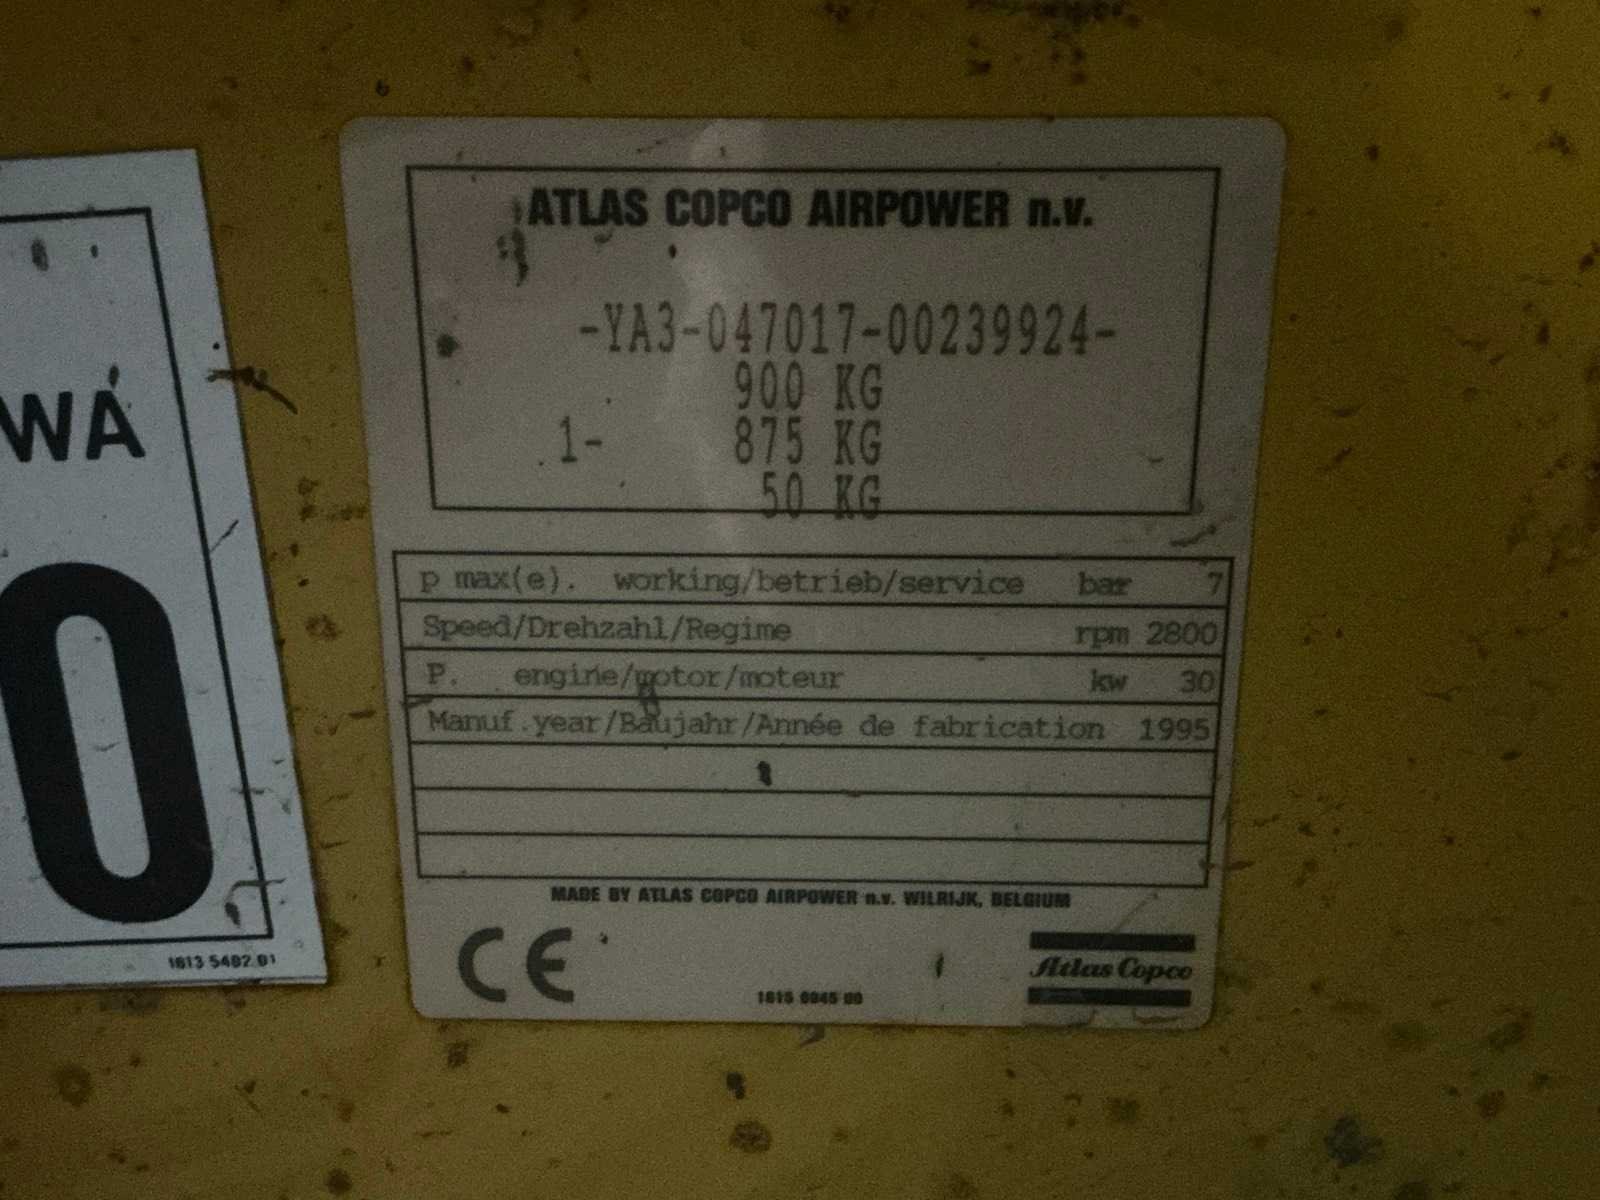 WA
0
1613 5402 01
ATLAS COPCO AIRPOWER n.v.
-YA3-047017-00239924-
900 KG
1- 875 KG
50 KG
p max(e). working/betrieb/service bar 7
Speed/Drehzahl/Regime rpm 2800
P. engine/motor/moteur kw 30
Manuf.year/Baujahr/Année de fabrication 1995
MADE BY ATLAS COPCO AIRPOWER n.v. WILRIJK, BELGIUM
CE
Atlas Copco
1615 6945 00